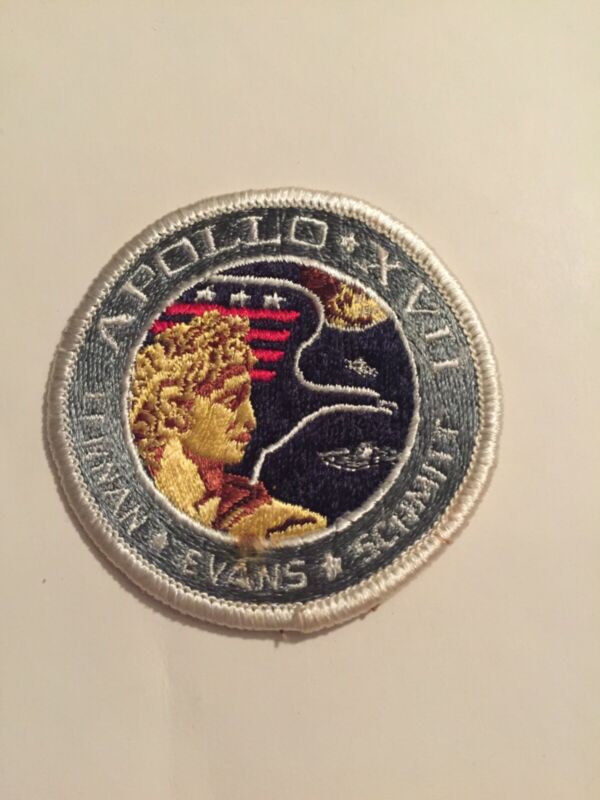 APOLLO ★ XVII
CERNAN ★ EVANS ★ SCHMITT